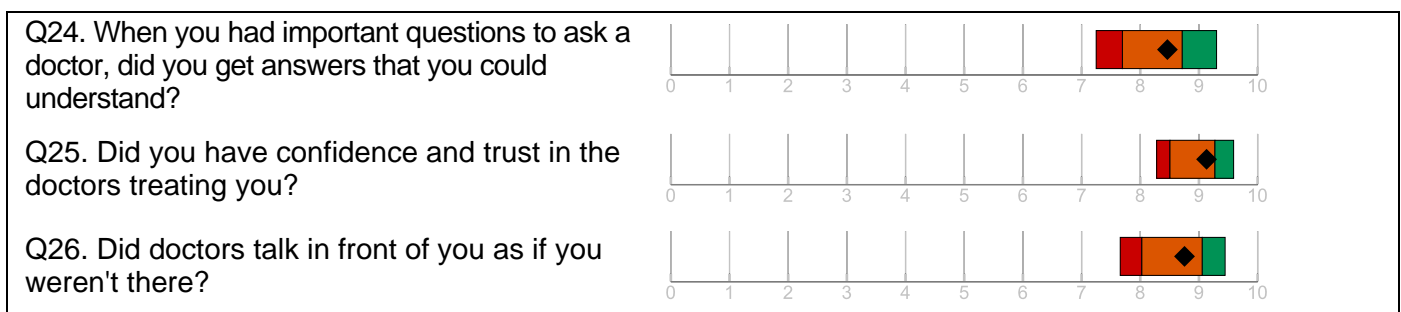 Q24. When you had important questions to ask a
doctor, did you get answers that you could
understand?
0 1 2 3 4 5 6 7 8 9 10
Q25. Did you have confidence and trust in the
doctors treating you?
0 1 2 3 4 5 6 7 8 9 10
Q26. Did doctors talk in front of you as if you
weren't there?
0 1 2 3 4 5 6 7 8 9 10